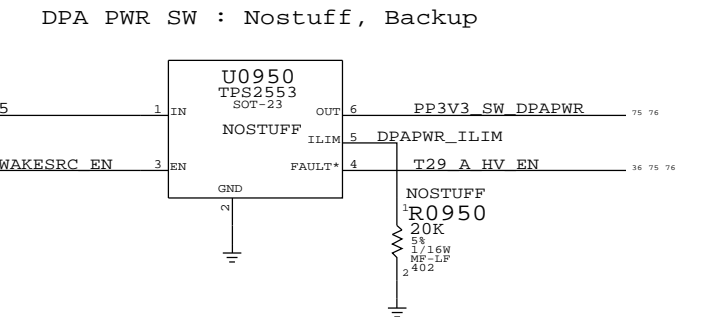 DPA PWR SW : Nostuff, Backup
U0950
TPS2553
SOT-23
5
1 IN
OUT 6 PP3V3_SW_DPAPWR 75 76
NOSTUFF
ILIM 5 DPAPWR_ILIM
WAKESRC_EN 3 EN
FAULT* 4 T29_A_HV_EN 36 75 76
GND
2
NOSTUFF
1 R0950
20K
5%
1/16W
MF-LF
2 402